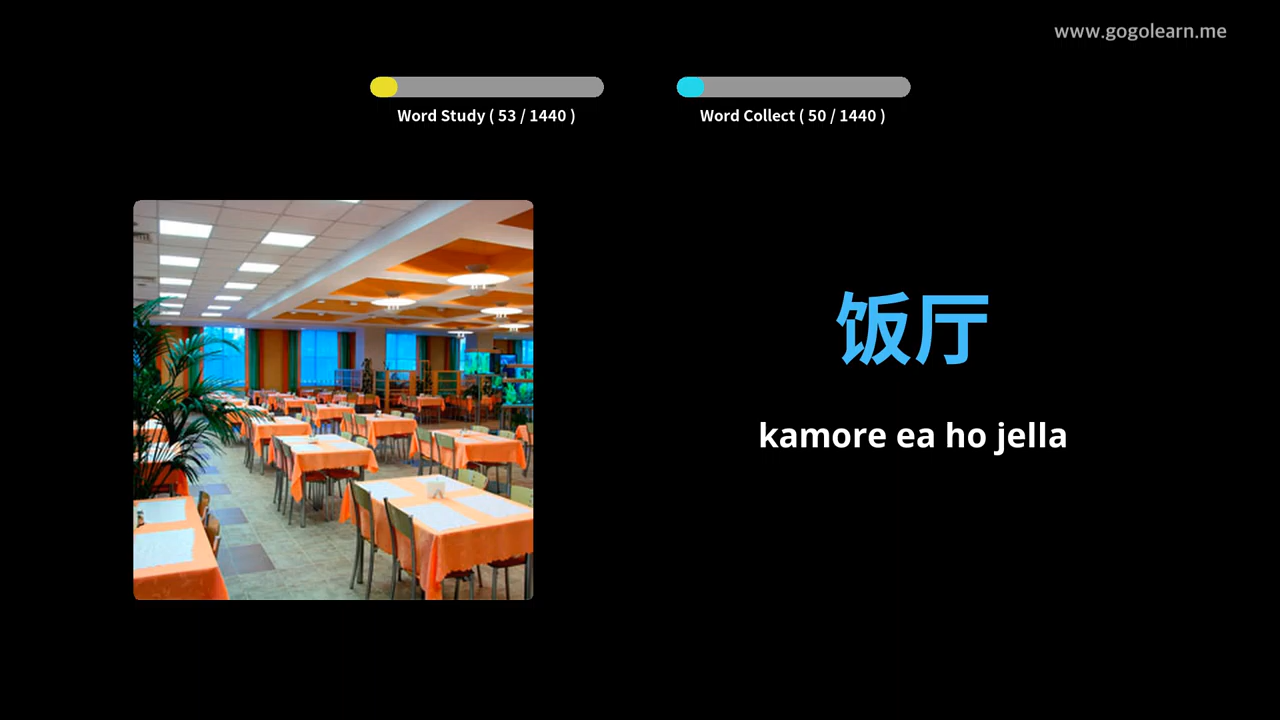 www.gogolearn.me
Word Study ( 53 / 1440 )
Word Collect ( 50 / 1440 )
饭厅
kamore ea ho jella